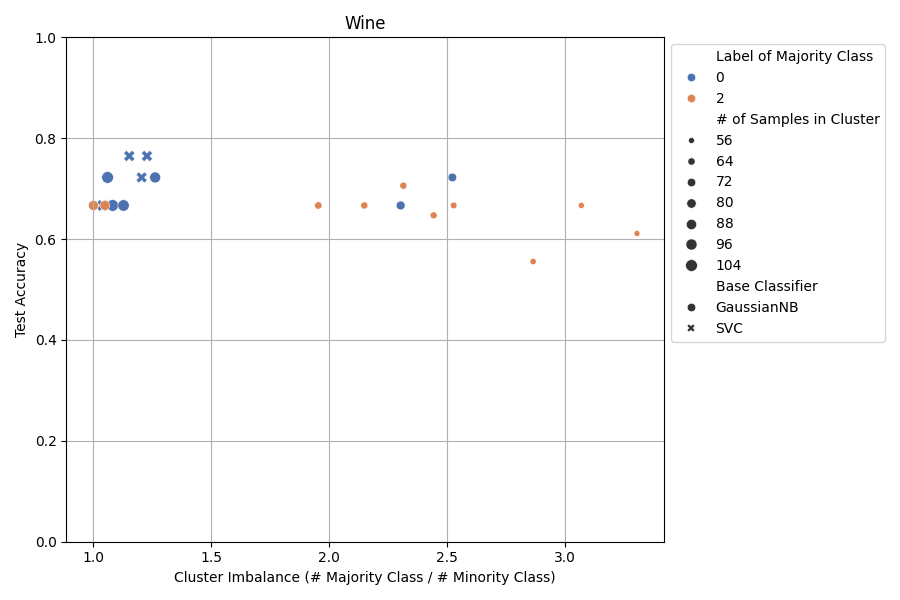 Wine
1.0
0.8
0.6
0.4
0.2
0.0
Test Accuracy
1.0
1.5
2.0
2.5
3.0
Cluster Imbalance (# Majority Class / # Minority Class)
Label of Majority Class
0
2
# of Samples in Cluster
56
64
72
80
88
96
104
Base Classifier
GaussianNB
SVC